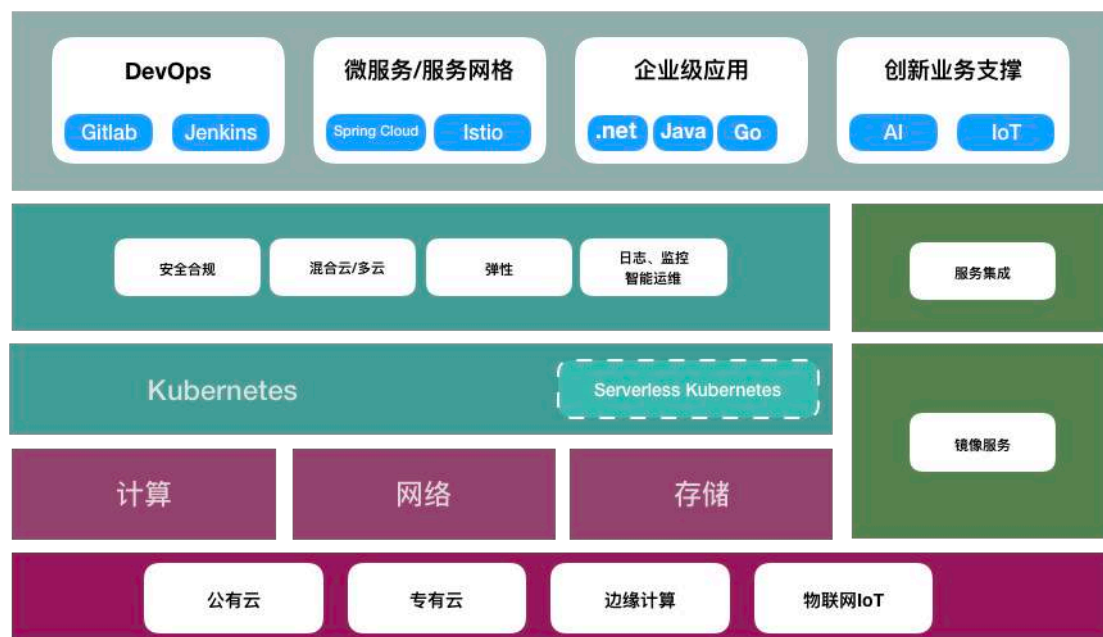 DevOps
Gitlab
Jenkins
微服务/服务网格
Spring Cloud
Istio
企业级应用
.net
Java
Go
创新业务支撑
AI
IoT
安全合规
混合云/多云
弹性
日志、监控
智能运维
服务集成
Kubernetes
Serverless Kubernetes
镜像服务
计算
网络
存储
公有云
专有云
边缘计算
物联网IoT